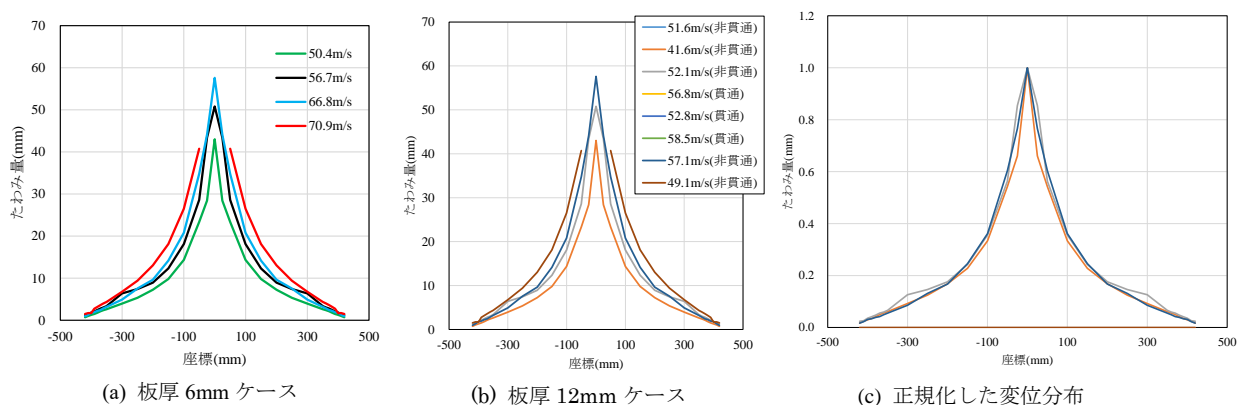 70
60
50
40
30
20
10
0
-500
-300
-100
100
300
500
たわみ量(mm)
座標(mm)
50.4m/s
56.7m/s
66.8m/s
70.9m/s
(a) 板厚 6mm ケース
70
60
50
40
30
20
10
0
-500
-300
-100
100
300
500
たわみ量(mm)
座標(mm)
51.6m/s(非貫通)
41.6m/s(非貫通)
52.1m/s(非貫通)
56.8m/s(貫通)
52.8m/s(貫通)
58.5m/s(貫通)
57.1m/s(非貫通)
49.1m/s(非貫通)
(b) 板厚 12mm ケース
1.2
1.0
0.8
0.6
0.4
0.2
0.0
-500
-300
-100
100
300
500
たわみ量(mm)
座標(mm)
(c) 正規化した変位分布